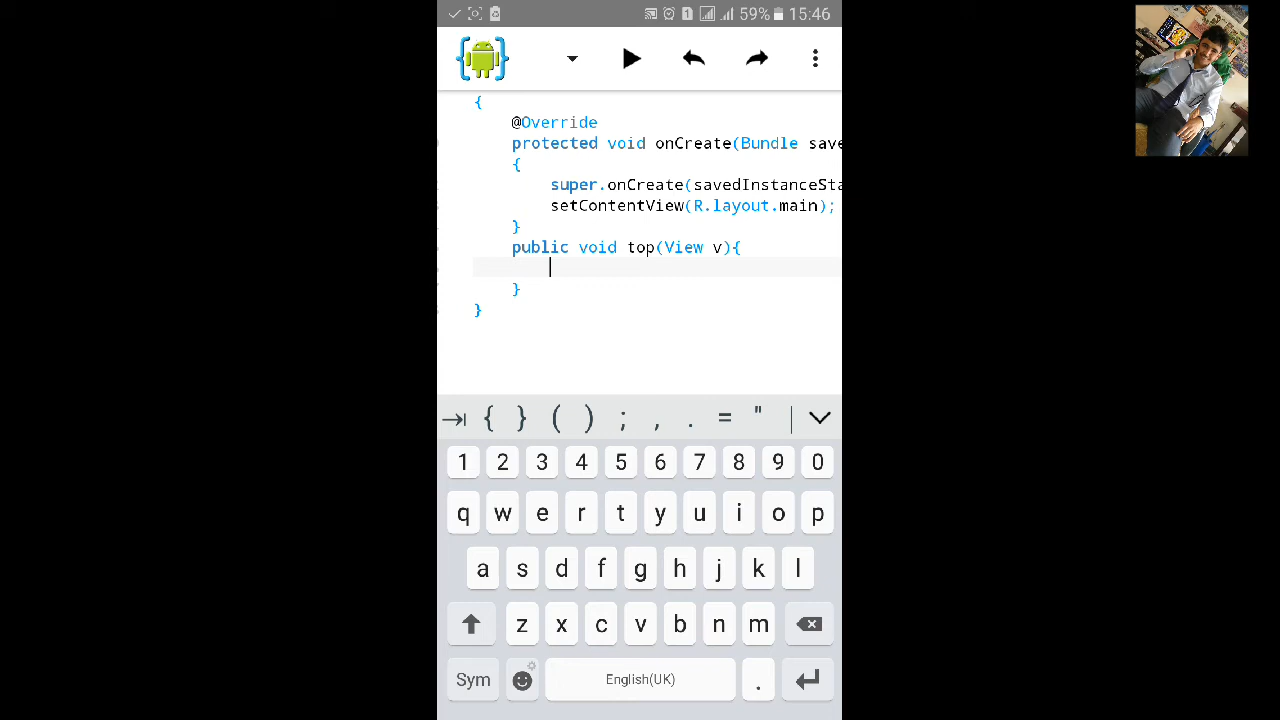 59% 15:46
{
@Override
protected void onCreate(Bundle save
{
super.onCreate(savedInstanceSta
setContentView(R.layout.main);
}
public void top(View v){
}
}
{ } ( ) ; , . = "
1 2 3 4 5 6 7 8 9 0
q w e r t y u i o p
a s d f g h j k l
z x c v b n m
Sym English(UK) .